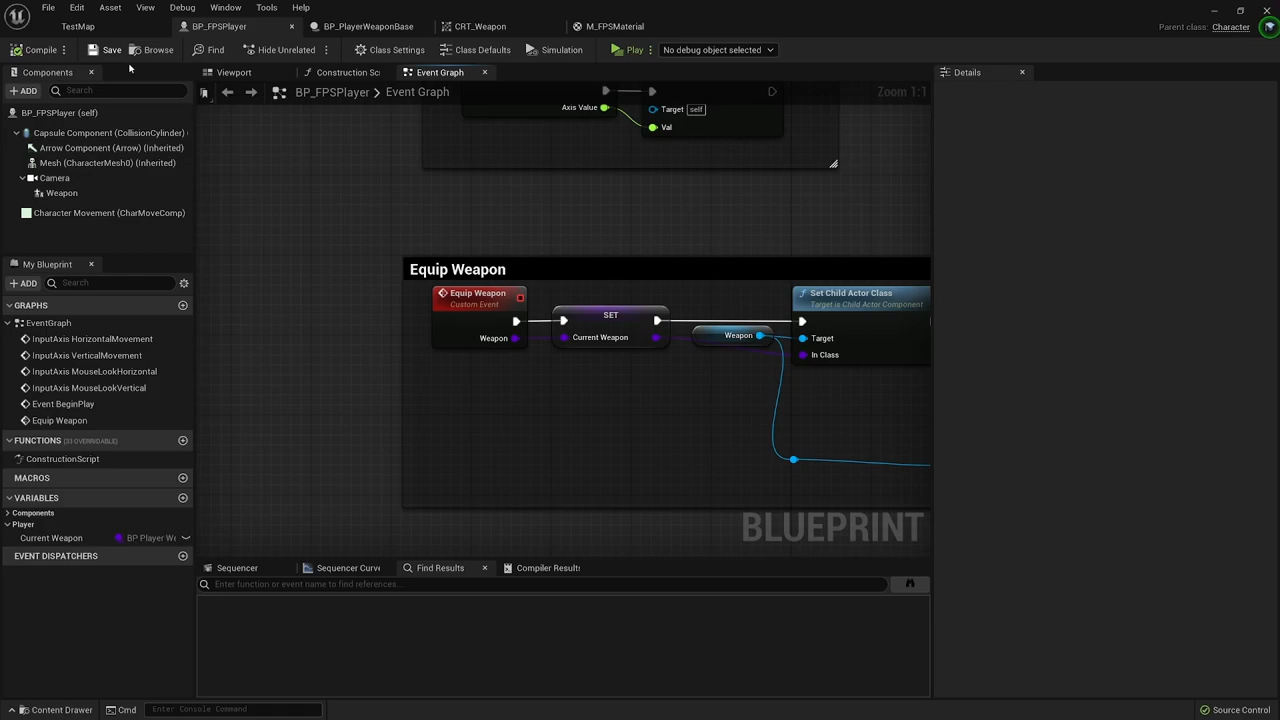 File Edit Asset View Debug Window Tools Help
TestMap BP_FPSPlayer BP_PlayerWeaponBase CRT_Weapon M_FPSMaterial Parent class: Character
Compile Save Browse Find Hide Unrelated Class Settings Class Defaults Simulation Play No debug object selected
Components Viewport Construction Sc Event Graph Details
ADD Search BP_FPSPlayer > Event Graph Zoom 1:1
BP_FPSPlayer (self)
Axis Value Target self
Val
Capsule Component (CollisionCylinder)
Arrow Component (Arrow) (Inherited)
Mesh (CharacterMesh0) (Inherited)
Camera
Weapon
Character Movement (CharMoveComp)
My Blueprint
ADD Search
GRAPHS
EventGraph
InputAxis HorizontalMovement
InputAxis VerticalMovement
InputAxis MouseLookHorizontal
InputAxis MouseLookVertical
Event BeginPlay
Equip Weapon
FUNCTIONS (33 OVERRIDABLE)
ConstructionScript
MACROS
VARIABLES
Components
Player
Current Weapon BP Player We
EVENT DISPATCHERS
Equip Weapon
Equip Weapon
Custom Event
Weapon
SET
Current Weapon
Weapon
Set Child Actor Class
Target is Child Actor Component
Target
In Class
BLUEPRINT
Sequencer Sequencer Curv Find Results Compiler Results
Enter function or event name to find references...
Content Drawer Cmd Enter Console Command Source Control